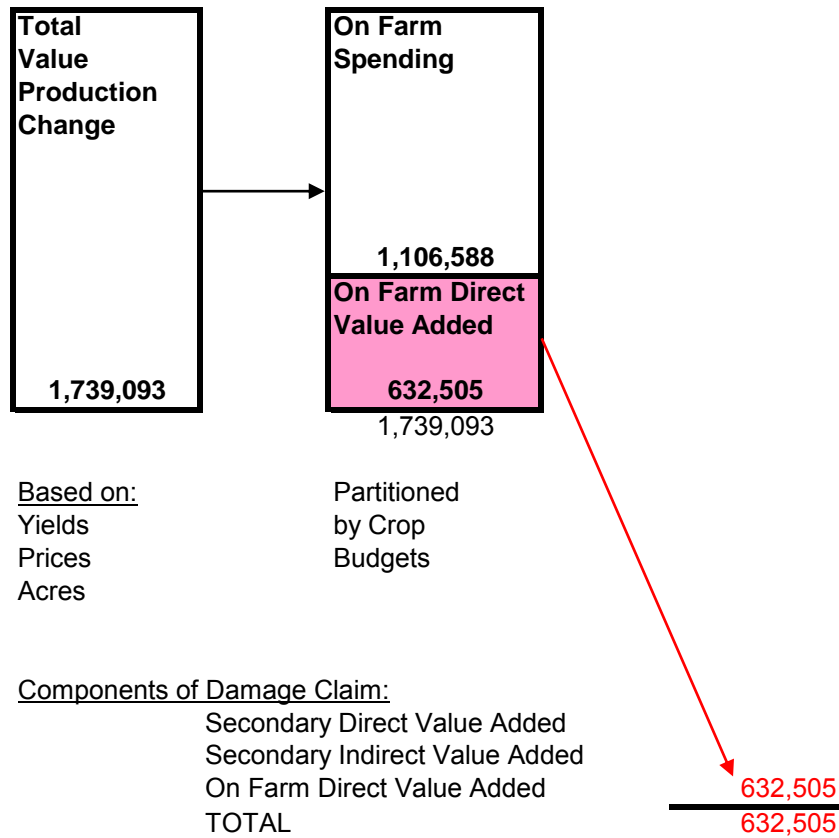 Total
Value
Production
Change
1,739,093
On Farm
Spending
1,106,588
On Farm Direct
Value Added
632,505
1,739,093
Based on:
Yields
Prices
Acres
Partitioned
by Crop
Budgets
Components of Damage Claim:
Secondary Direct Value Added
Secondary Indirect Value Added
On Farm Direct Value Added 632,505
TOTAL 632,505